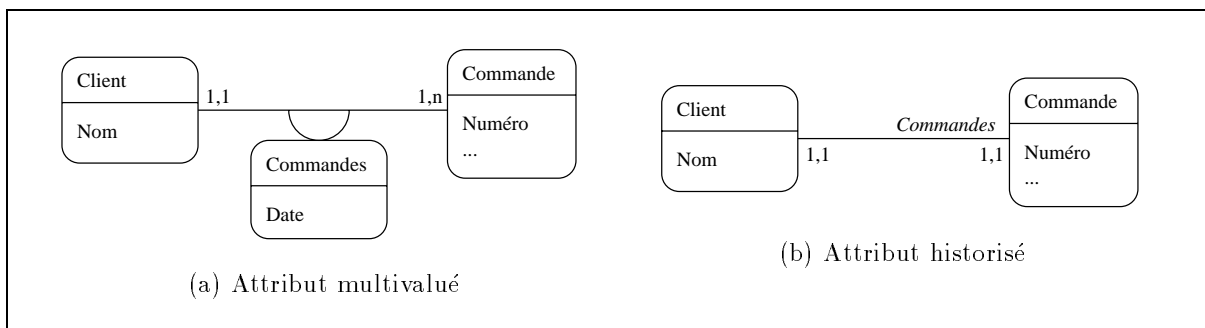 Client
Nom
1,1
1,n
Commande
Numéro
...
Commandes
Date
(a) Attribut multivalué
Client
Nom
1,1
Commandes
1,1
Commande
Numéro
...
(b) Attribut historisé